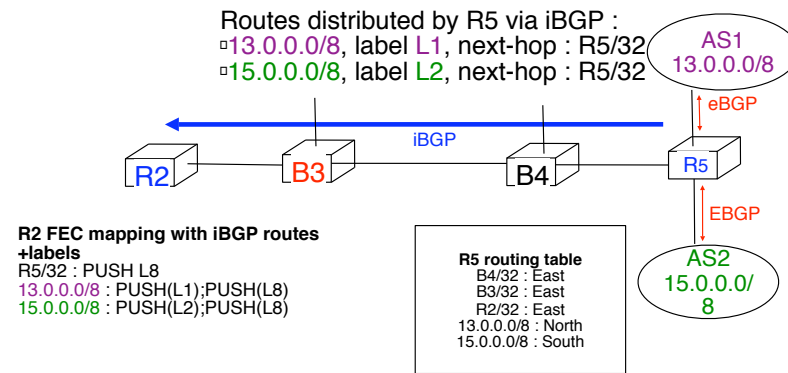 Routes distributed by R5 via iBGP :
▫13.0.0.0/8, label L1, next-hop : R5/32
▫15.0.0.0/8, label L2, next-hop : R5/32
AS1
13.0.0.0/8
eBGP
iBGP
R2
B3
B4
R5
EBGP
R2 FEC mapping with iBGP routes
+labels
R5/32 : PUSH L8
13.0.0.0/8 : PUSH(L1);PUSH(L8)
15.0.0.0/8 : PUSH(L2);PUSH(L8)
R5 routing table
B4/32 : East
B3/32 : East
R2/32 : East
13.0.0.0/8 : North
15.0.0.0/8 : South
AS2
15.0.0.0/
8